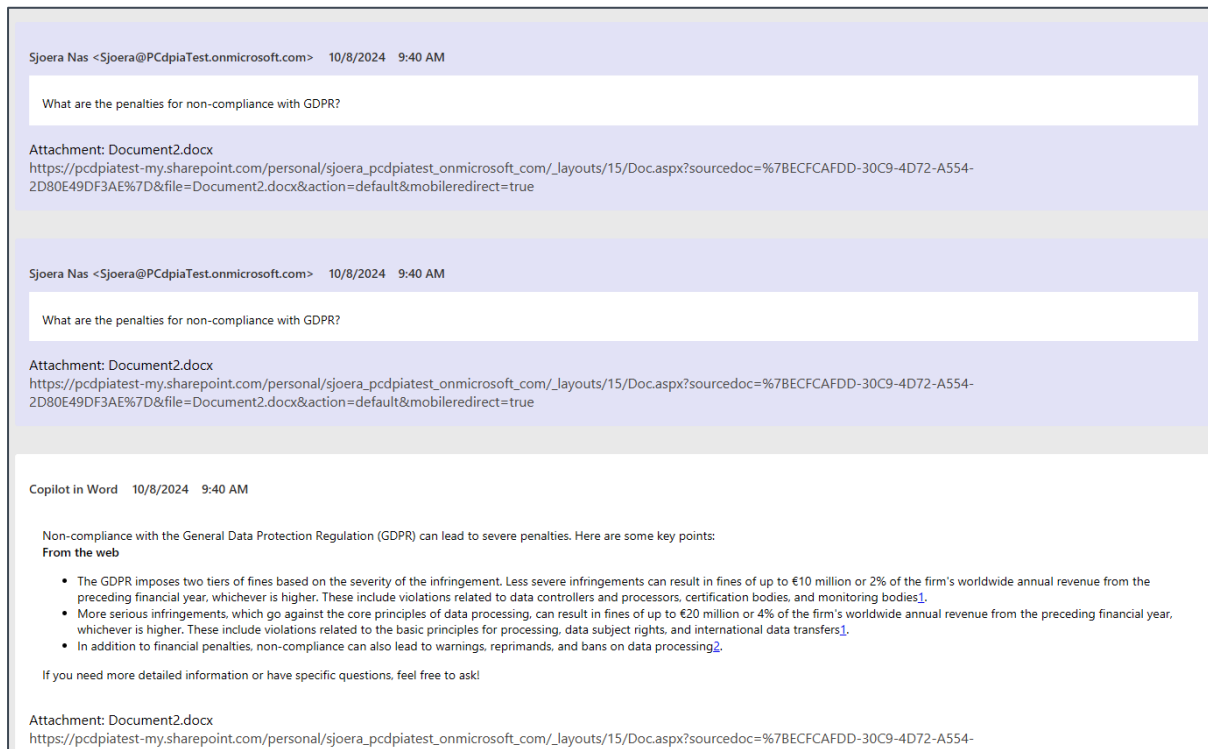 Sjoera Nas <Sjoera@PCdpiaTest.onmicrosoft.com> 10/8/2024 9:40 AM
What are the penalties for non-compliance with GDPR?
Attachment: Document2.docx
https://pcdpiatest-my.sharepoint.com/personal/sjoera_pcdpiatest_onmicrosoft_com/_layouts/15/Doc.aspx?sourcedoc=%7BECFCAFDD-30C9-4D72-A554-
2D80E49DF3AE%7D&file=Document2.docx&action=default&mobileredirect=true
Sjoera Nas <Sjoera@PCdpiaTest.onmicrosoft.com> 10/8/2024 9:40 AM
What are the penalties for non-compliance with GDPR?
Attachment: Document2.docx
https://pcdpiatest-my.sharepoint.com/personal/sjoera_pcdpiatest_onmicrosoft_com/_layouts/15/Doc.aspx?sourcedoc=%7BECFCAFDD-30C9-4D72-A554-
2D80E49DF3AE%7D&file=Document2.docx&action=default&mobileredirect=true
Copilot in Word 10/8/2024 9:40 AM
Non-compliance with the General Data Protection Regulation (GDPR) can lead to severe penalties. Here are some key points:
From the web
• The GDPR imposes two tiers of fines based on the severity of the infringement. Less severe infringements can result in fines of up to €10 million or 2% of the firm's worldwide annual revenue from the
preceding financial year, whichever is higher. These include violations related to data controllers and processors, certification bodies, and monitoring bodies1.
• More serious infringements, which go against the core principles of data processing, can result in fines of up to €20 million or 4% of the firm's worldwide annual revenue from the preceding financial year,
whichever is higher. These include violations related to the basic principles for processing, data subject rights, and international data transfers1.
• In addition to financial penalties, non-compliance can also lead to warnings, reprimands, and bans on data processing2.
If you need more detailed information or have specific questions, feel free to ask!
Attachment: Document2.docx
https://pcdpiatest-my.sharepoint.com/personal/sjoera_pcdpiatest_onmicrosoft_com/_layouts/15/Doc.aspx?sourcedoc=%7BECFCAFDD-30C9-4D72-A554-